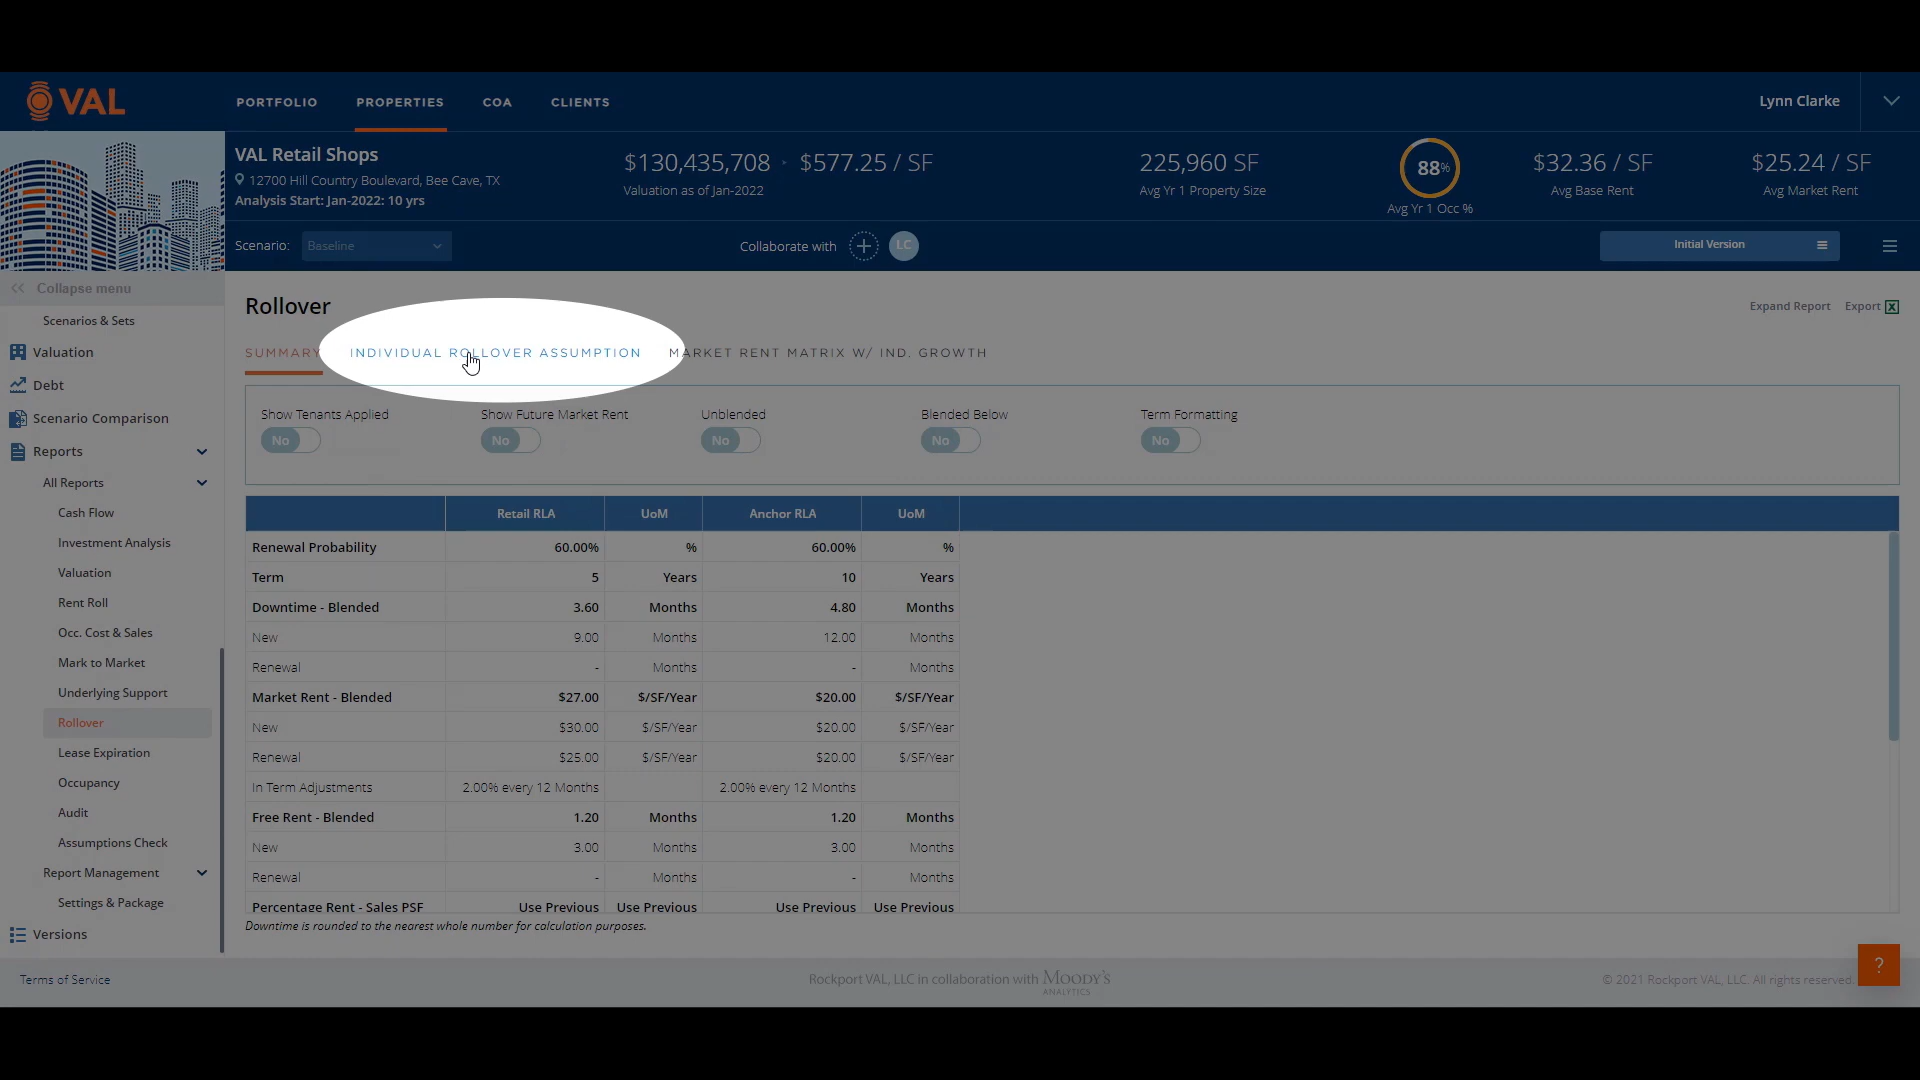 VAL
PORTFOLIO PROPERTIES COA CLIENTS
Lynn Clarke
VAL Retail Shops
12700 Hill Country Boulevard, Bee Cave, TX
Analysis Start: Jan-2022: 10 yrs
$130,435,708 $577.25 / SF
Valuation as of Jan-2022
225,960 SF
Avg Yr 1 Property Size
88%
Avg Yr 1 Occ %
$32.36 / SF
Avg Base Rent
$25.24 / SF
Avg Market Rent
Scenario: Baseline
Collaborate with + LC
Initial Version
Collapse menu
Scenarios & Sets
Valuation
Debt
Scenario Comparison
Reports
All Reports
Cash Flow
Investment Analysis
Valuation
Rent Roll
Occ. Cost & Sales
Mark to Market
Underlying Support
Rollover
Lease Expiration
Occupancy
Audit
Assumptions Check
Report Management
Settings & Package
Versions
Rollover
Expand Report Export
SUMMARY INDIVIDUAL ROLLOVER ASSUMPTION MARKET RENT MATRIX W/ IND. GROWTH
Show Tenants Applied Show Future Market Rent Unblended Blended Below Term Formatting
No No No No No
Retail RLA UoM Anchor RLA UoM
Renewal Probability 60.00% % 60.00% %
Term 5 Years 10 Years
Downtime - Blended 3.60 Months 4.80 Months
New 9.00 Months 12.00 Months
Renewal - Months - Months
Market Rent - Blended $27.00 $/SF/Year $20.00 $/SF/Year
New $30.00 $/SF/Year $20.00 $/SF/Year
Renewal $25.00 $/SF/Year $20.00 $/SF/Year
In Term Adjustments 2.00% every 12 Months 2.00% every 12 Months
Free Rent - Blended 1.20 Months 1.20 Months
New 3.00 Months 3.00 Months
Renewal - Months - Months
Percentage Rent - Sales PSF Use Previous Use Previous Use Previous Use Previous
Downtime is rounded to the nearest whole number for calculation purposes.
?
Terms of Service
Rockport VAL, LLC in collaboration with MOODY'S
ANALYTICS
© 2021 Rockport VAL, LLC. All rights reserved.